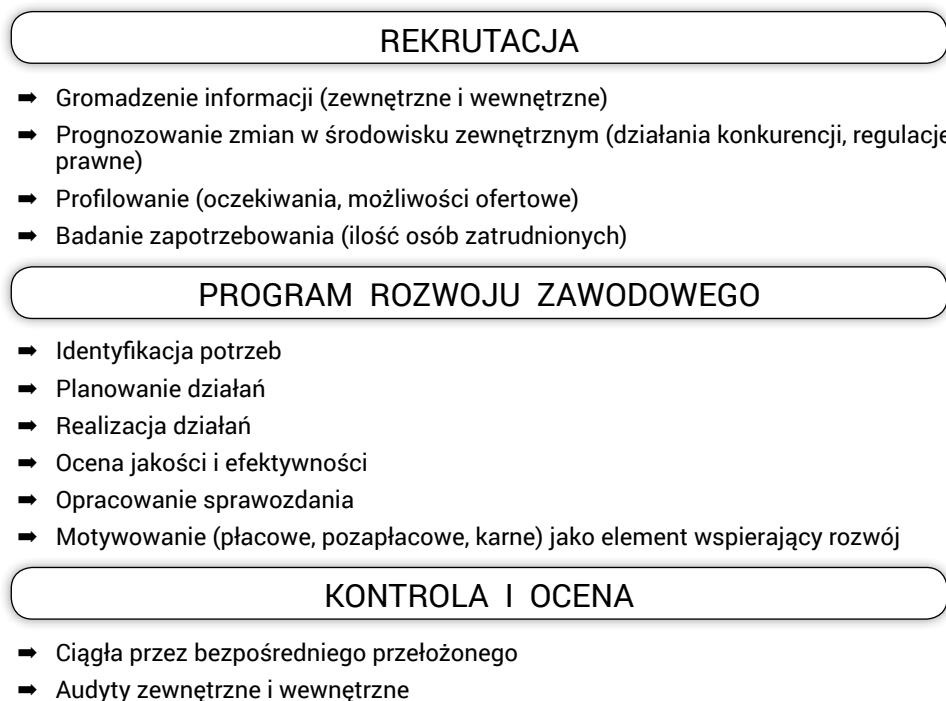 REKRUTACJA
➡ Gromadzenie informacji (zewnętrzne i wewnętrzne)
➡ Prognozowanie zmian w środowisku zewnętrznym (działania konkurencji, regulacje
prawne)
➡ Profilowanie (oczekiwania, możliwości ofertowe)
➡ Badanie zapotrzebowania (ilość osób zatrudnionych)
PROGRAM ROZWOJU ZAWODOWEGO
➡ Identyfikacja potrzeb
➡ Planowanie działań
➡ Realizacja działań
➡ Ocena jakości i efektywności
➡ Opracowanie sprawozdania
➡ Motywowanie (płacowe, pozapłacowe, karne) jako element wspierający rozwój
KONTROLA I OCENA
➡ Ciągła przez bezpośredniego przełożonego
➡ Audyty zewnętrzne i wewnętrzne